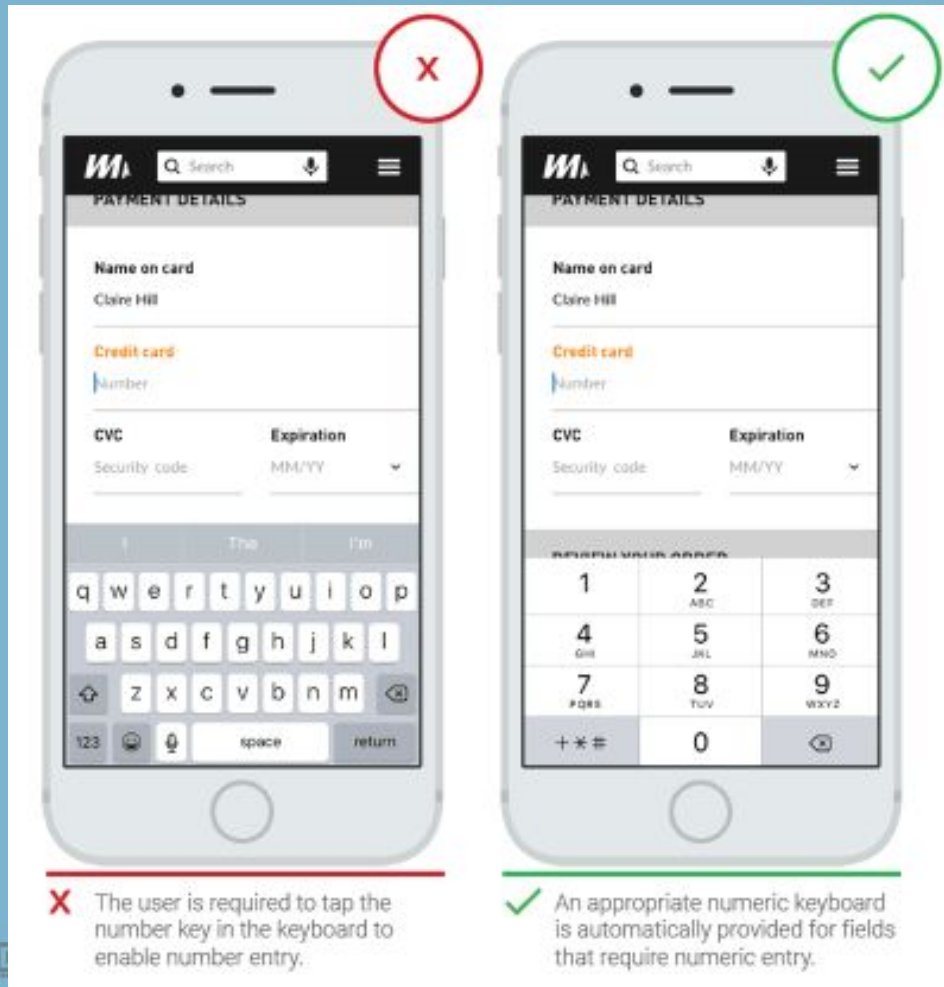 X
Search
PAYMENT DETAILS
Name on card
Claire Hill
Credit card
Number
CVC Expiration
Security code MM/YY
I The I'm
q w e r t y u i o p
a s d f g h j k l
z x c v b n m
123 space return
X The user is required to tap the
number key in the keyboard to
enable number entry.
Search
PAYMENT DETAILS
Name on card
Claire Hill
Credit card
Number
CVC Expiration
Security code MM/YY
REVIEW YOUR ORDER
1 2 3
ABC DEF
4 5 6
GHI JKL MNO
7 8 9
PQRS TUV WXYZ
+*# 0
An appropriate numeric keyboard
is automatically provided for fields
that require numeric entry.